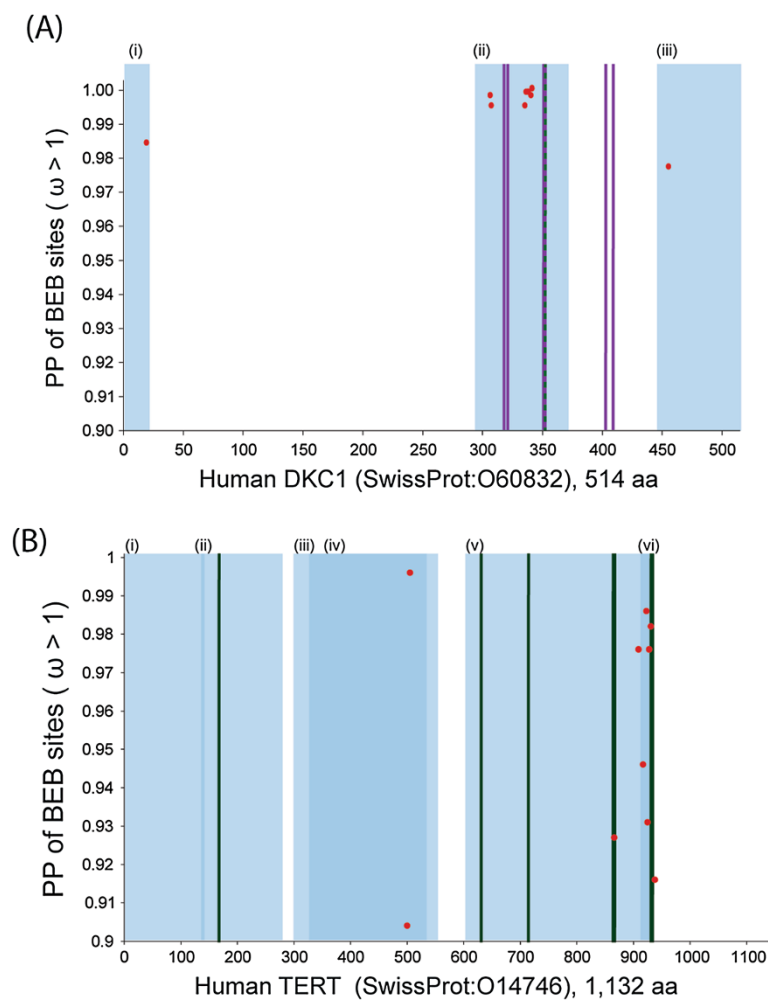 (A)
(i) (ii) (iii)
1.00
0.99
0.98
0.97
0.96
0.95
0.94
0.93
0.92
0.91
0.90
PP of BEB sites ( ω > 1)
0 50 100 150 200 250 300 350 400 450 500
Human DKC1 (SwissProt:O60832), 514 aa
(B)
(i) (ii) (iii) (iv) (v) (vi)
1
0.99
0.98
0.97
0.96
0.95
0.94
0.93
0.92
0.91
0.9
PP of BEB sites ( ω > 1)
0 100 200 300 400 500 600 700 800 900 1000 1100
Human TERT (SwissProt:O14746), 1,132 aa